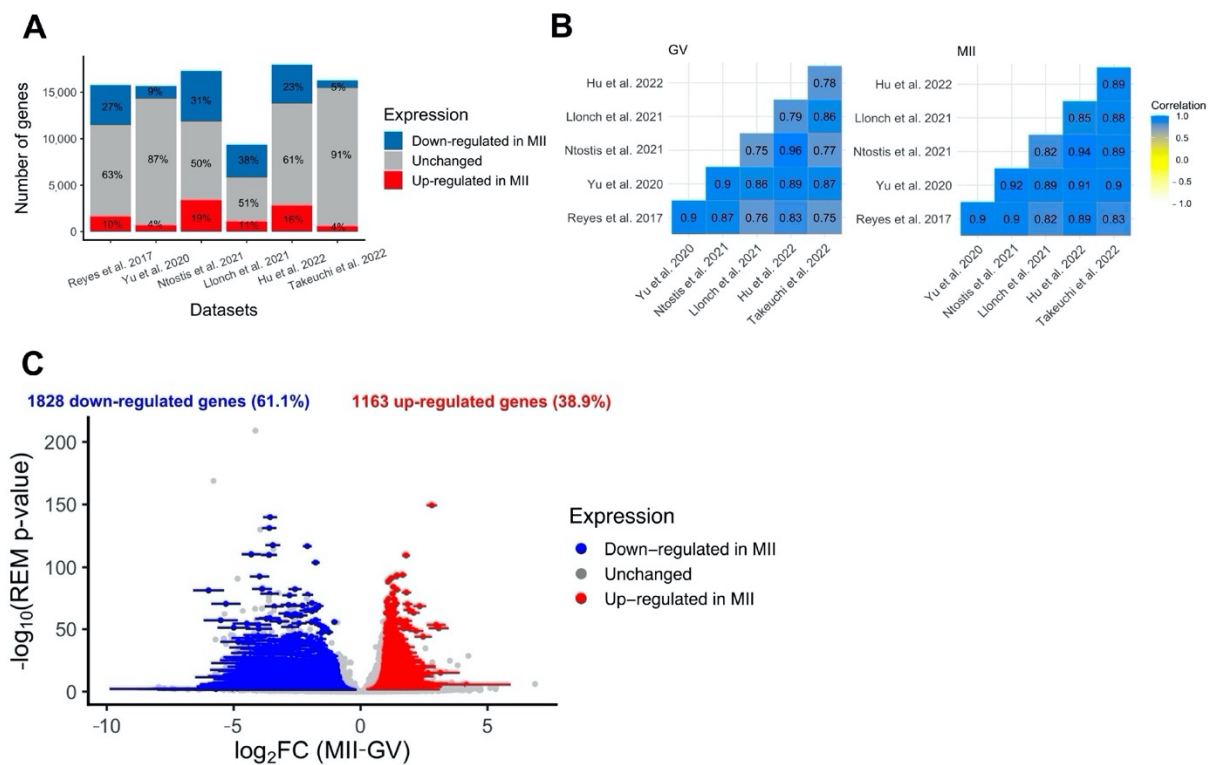 A
Number of genes
15,000
10,000
5,000
0
27%
63%
10%
9%
87%
4%
31%
50%
19%
38%
51%
11%
23%
61%
16%
5%
91%
4%
Reyes et al. 2017
Yu et al. 2020
Ntostis et al. 2021
Llonch et al. 2021
Hu et al. 2022
Takeuchi et al. 2022
Datasets
Expression
Down-regulated in MII
Unchanged
Up-regulated in MII
B
GV
Hu et al. 2022 0.78
Llonch et al. 2021 0.79 0.86
Ntostis et al. 2021 0.75 0.96 0.77
Yu et al. 2020 0.9 0.86 0.89 0.87
Reyes et al. 2017 0.9 0.87 0.76 0.83 0.75
Yu et al. 2020
Ntostis et al. 2021
Llonch et al. 2021
Hu et al. 2022
Takeuchi et al. 2022
MII
Hu et al. 2022 0.89
Llonch et al. 2021 0.85 0.88
Ntostis et al. 2021 0.82 0.94 0.89
Yu et al. 2020 0.92 0.89 0.91 0.9
Reyes et al. 2017 0.9 0.9 0.82 0.89 0.83
Yu et al. 2020
Ntostis et al. 2021
Llonch et al. 2021
Hu et al. 2022
Takeuchi et al. 2022
Correlation
1.0
0.5
0.0
- 0.5
- 1.0
C
1828 down-regulated genes (61.1%) 1163 up-regulated genes (38.9%)
-log10(REM p-value)
200
150
100
50
0
-10 -5 0 5
log2FC (MII-GV)
Expression
Down-regulated in MII
Unchanged
Up-regulated in MII